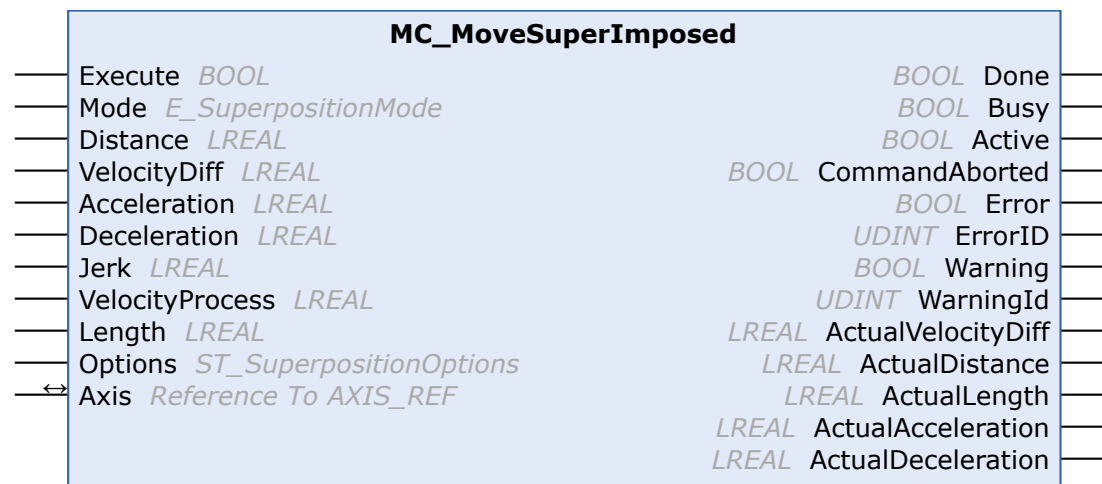 MC_MoveSuperImposed
Execute BOOL BOOL Done
Mode E_SuperpositionMode BOOL Busy
Distance LREAL BOOL Active
VelocityDiff LREAL BOOL CommandAborted
Acceleration LREAL BOOL Error
Deceleration LREAL UDINT ErrorID
Jerk LREAL BOOL Warning
VelocityProcess LREAL UDINT WarningId
Length LREAL LREAL ActualVelocityDiff
Options ST_SuperpositionOptions LREAL ActualDistance
↔ Axis Reference To AXIS_REF LREAL ActualLength
LREAL ActualAcceleration
LREAL ActualDeceleration